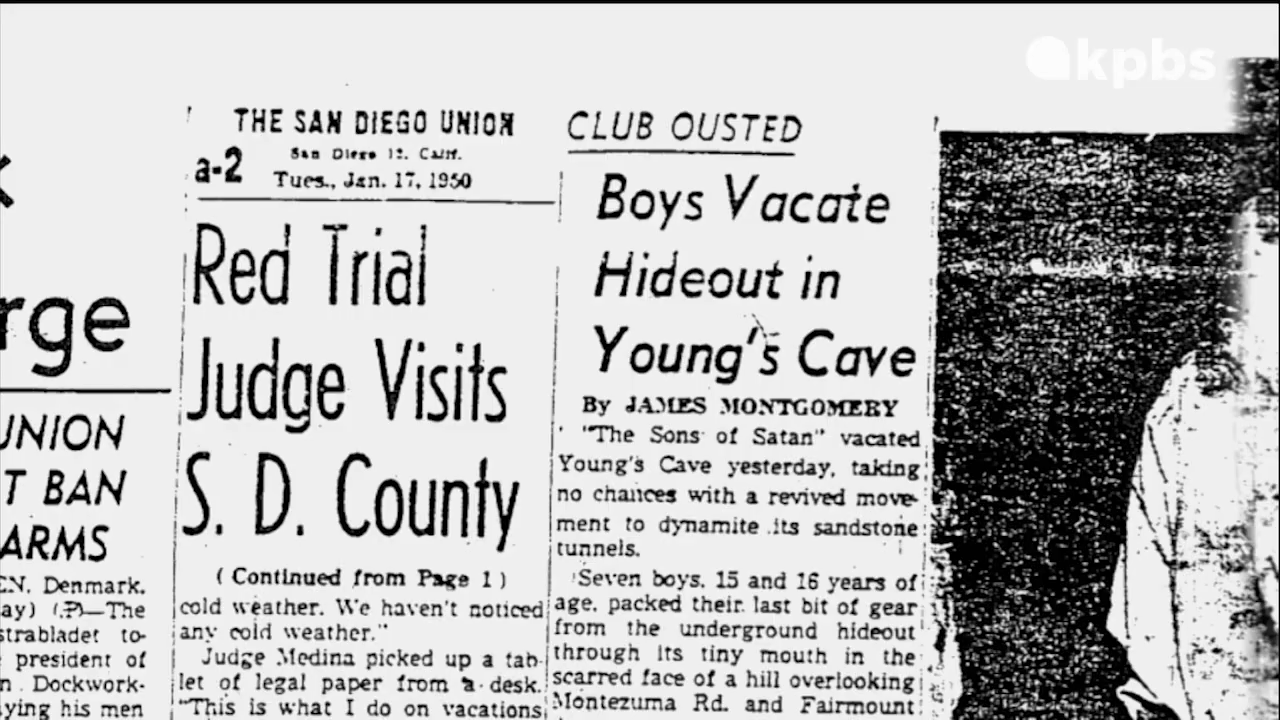 kpbs
rge
UNION
T BAN
ARMS
EN, Denmark.
ay) (P)—The
strabladet to-
president of
n. Dockwork-
ying his men
THE SAN DIEGO UNION
a-2
San Diego 12, Calif.
Tues., Jan. 17, 1950
Red Trial
Judge Visits
S. D. County
(Continued from Page 1)
cold weather. We haven't noticed
any cold weather."
Judge Medina picked up a tab-
let of legal paper from a desk.
"This is what I do on vacations
CLUB OUSTED
Boys Vacate
Hideout in
Young's Cave
By JAMES MONTGOMERY
"The Sons of Satan" vacated
Young's Cave yesterday, taking
no chances with a revived move-
ment to dynamite its sandstone
tunnels.
Seven boys, 15 and 16 years of
age, packed their last bit of gear
from the underground hideout
through its tiny mouth in the
scarred face of a hill overlooking
Montezuma Rd. and Fairmount